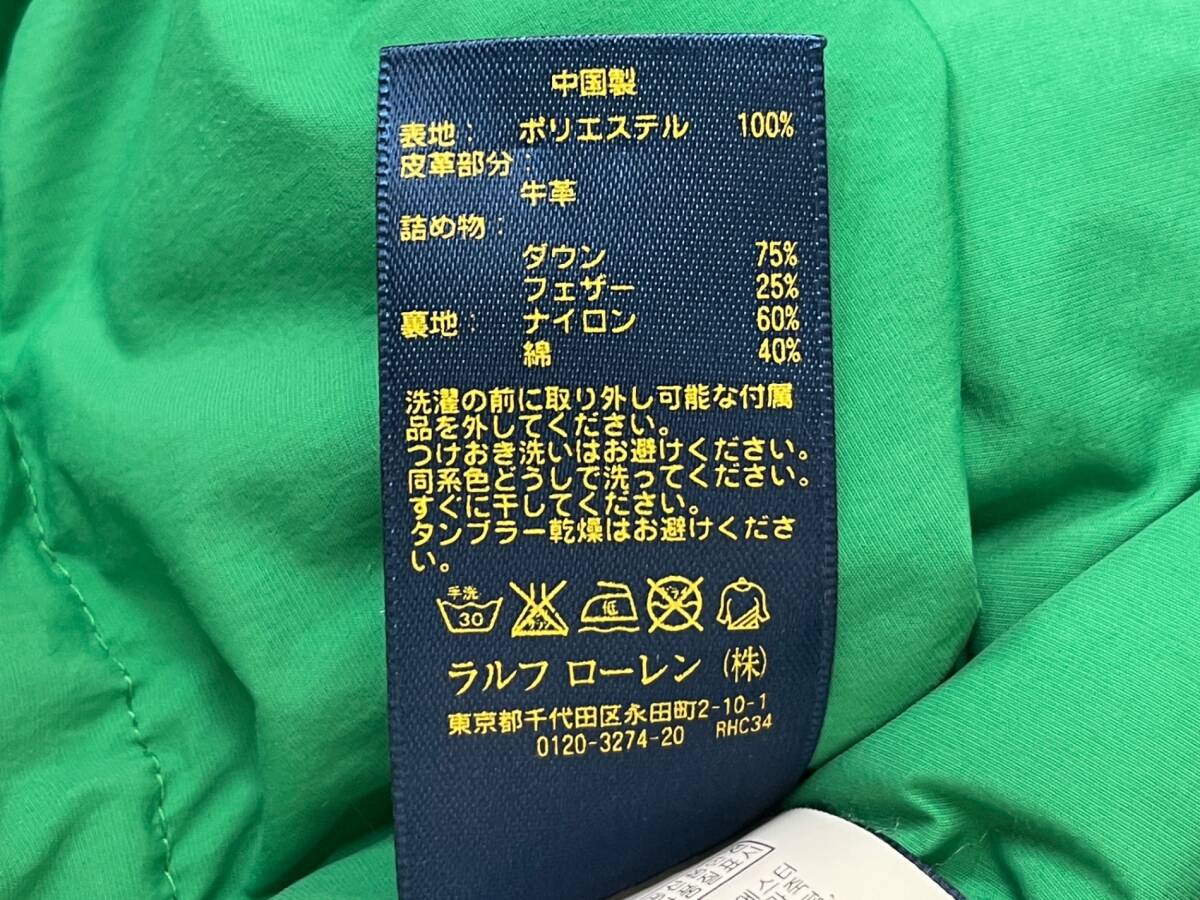 中国製
表地: ポリエステル 100%
皮革部分:
牛革
詰め物:
ダウン 75%
フェザー 25%
裏地: ナイロン 60%
綿 40%
洗濯の前に取り外し可能な付属
品を外してください。
つけおき洗いはお避けください。
同系色どうしで洗ってください。
すぐに干してください。
タンブラー乾燥はお避けくださ
い。
手洗
30
低
ラルフ ローレン (株)
東京都千代田区永田町2-10-1
0120-3274-20 RHC34
품질표시